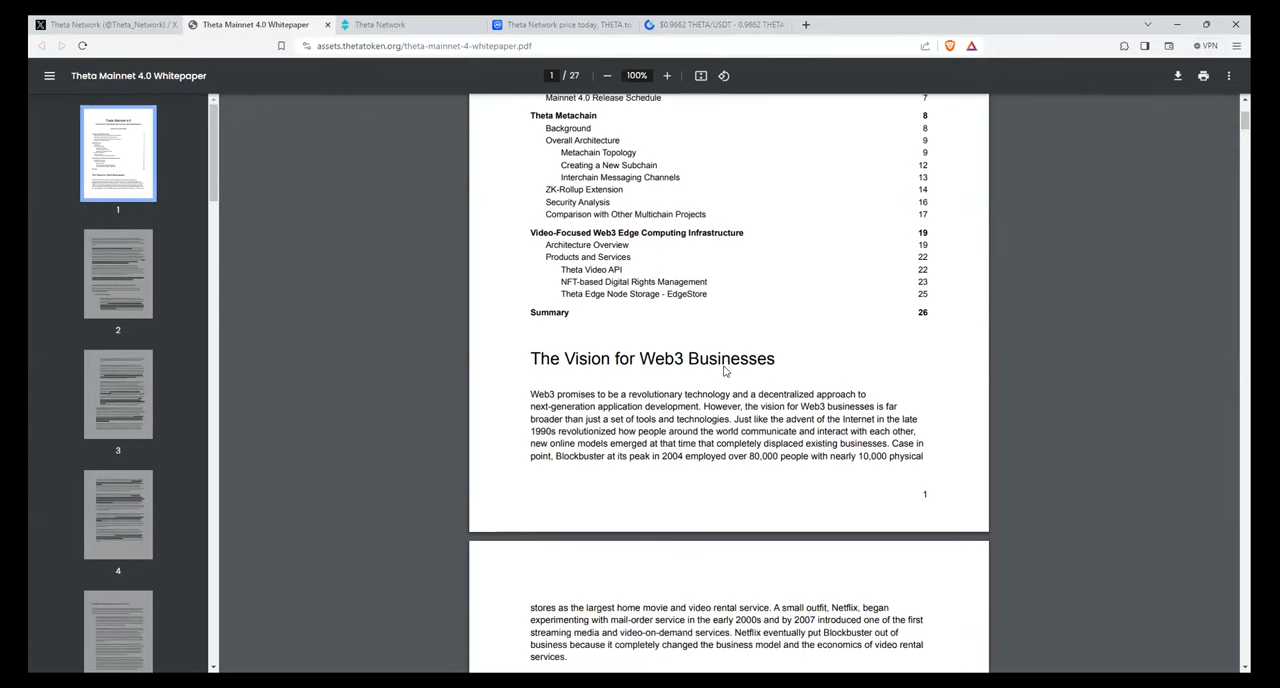 Theta Network (@Theta_Network) / X
Theta Mainnet 4.0 Whitepaper
Theta Network
Theta Network price today, THETA to
$0.9662 THETA/USDT - 0.9662 THETA
assets.thetatoken.org/theta-mainnet-4-whitepaper.pdf
VPN
Theta Mainnet 4.0 Whitepaper
1 / 27
100%
Mainnet 4.0 Release Schedule 7
Theta Metachain 8
Background 8
Overall Architecture 9
Metachain Topology 9
Creating a New Subchain 12
Interchain Messaging Channels 13
ZK-Rollup Extension 14
Security Analysis 16
Comparison with Other Multichain Projects 17
Video-Focused Web3 Edge Computing Infrastructure 19
Architecture Overview 19
Products and Services 22
Theta Video API 22
NFT-based Digital Rights Management 23
Theta Edge Node Storage - EdgeStore 25
Summary 26
The Vision for Web3 Businesses
Web3 promises to be a revolutionary technology and a decentralized approach to
next-generation application development. However, the vision for Web3 businesses is far
broader than just a set of tools and technologies. Just like the advent of the Internet in the late
1990s revolutionized how people around the world communicate and interact with each other,
new online models emerged at that time that completely displaced existing businesses. Case in
point, Blockbuster at its peak in 2004 employed over 80,000 people with nearly 10,000 physical
1
stores as the largest home movie and video rental service. A small outfit, Netflix, began
experimenting with mail-order service in the early 2000s and by 2007 introduced one of the first
streaming media and video-on-demand services. Netflix eventually put Blockbuster out of
business because it completely changed the business model and the economics of video rental
services.
1
2
3
4